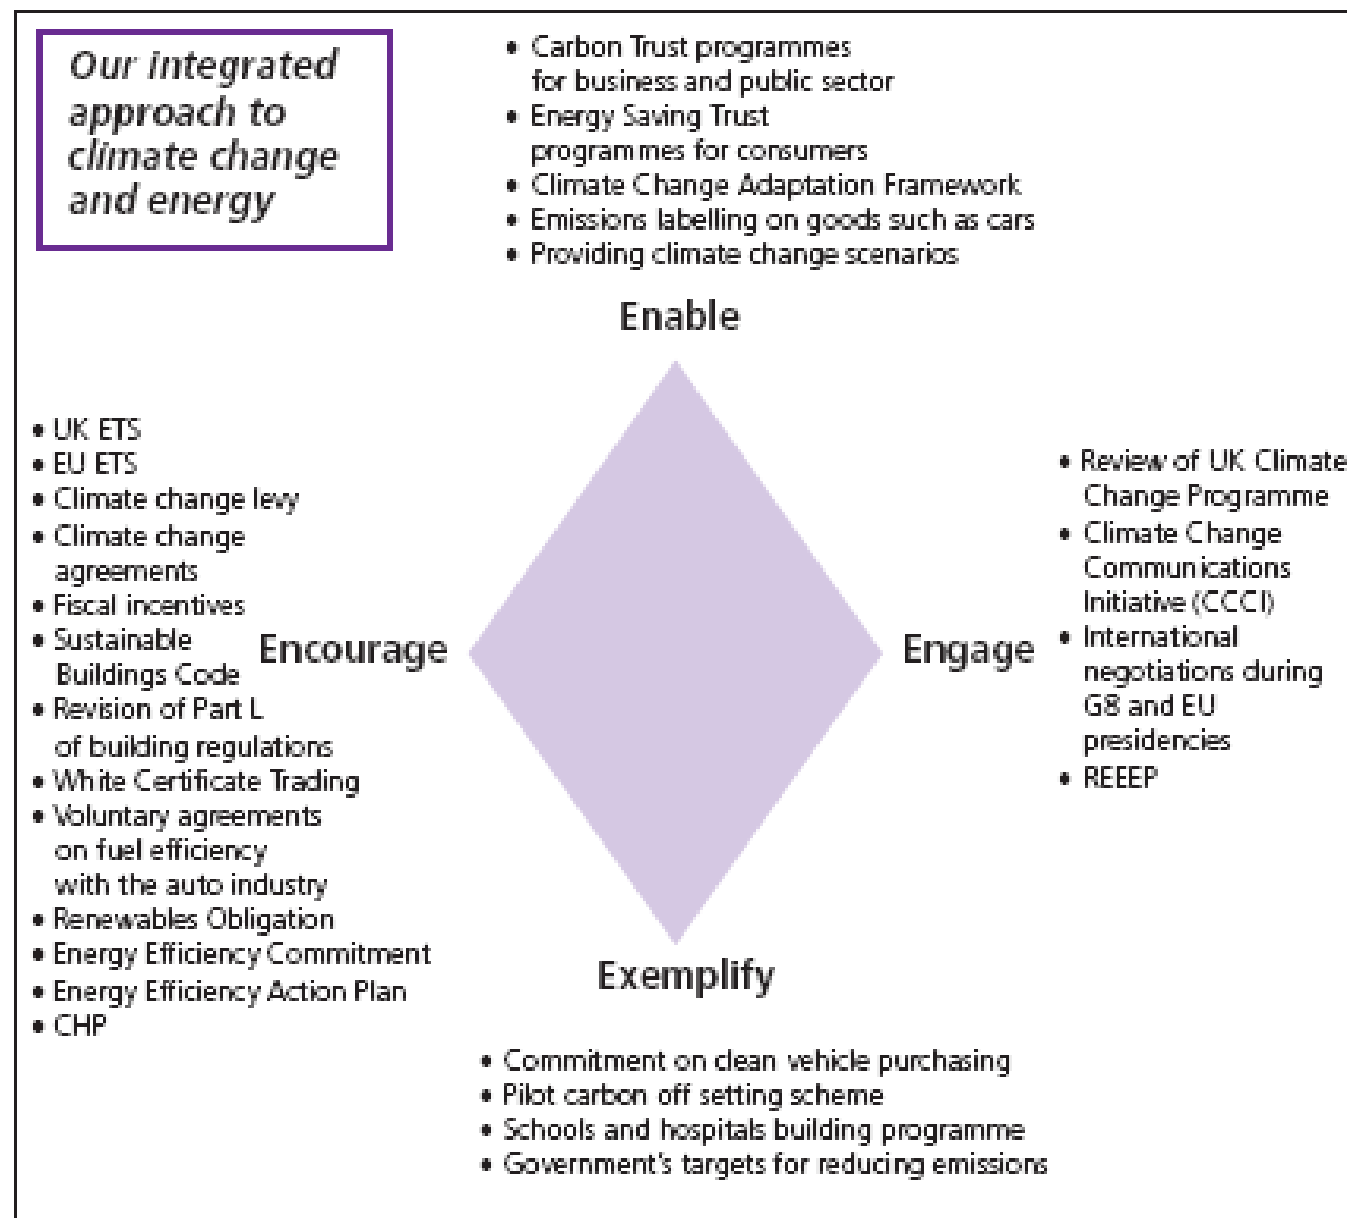 Our integrated
approach to
climate change
and energy
• Carbon Trust programmes
for business and public sector
• Energy Saving Trust
programmes for consumers
• Climate Change Adaptation Framework
• Emissions labelling on goods such as cars
• Providing climate change scenarios
Enable
• UK ETS
• EU ETS
• Climate change levy
• Climate change
agreements
• Fiscal incentives
• Sustainable
Buildings Code
• Revision of Part L
of building regulations
• White Certificate Trading
• Voluntary agreements
on fuel efficiency
with the auto industry
• Renewables Obligation
• Energy Efficiency Commitment
• Energy Efficiency Action Plan
• CHP
Encourage
Engage
• Review of UK Climate
Change Programme
• Climate Change
Communications
Initiative (CCCI)
• International
negotiations during
G8 and EU
presidencies
• REEEP
Exemplify
• Commitment on clean vehicle purchasing
• Pilot carbon off setting scheme
• Schools and hospitals building programme
• Government's targets for reducing emissions